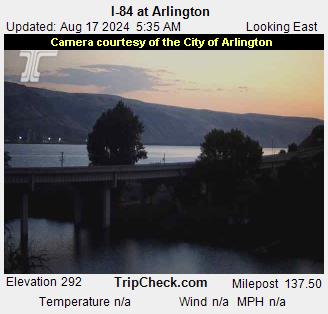 I-84 at Arlington
Updated: Aug 17 2024 5:35 AM Looking East
Camera courtesy of the City of Arlington
Elevation 292 TripCheck.com Milepost 137.50
Temperature n/a Wind n/a MPH n/a